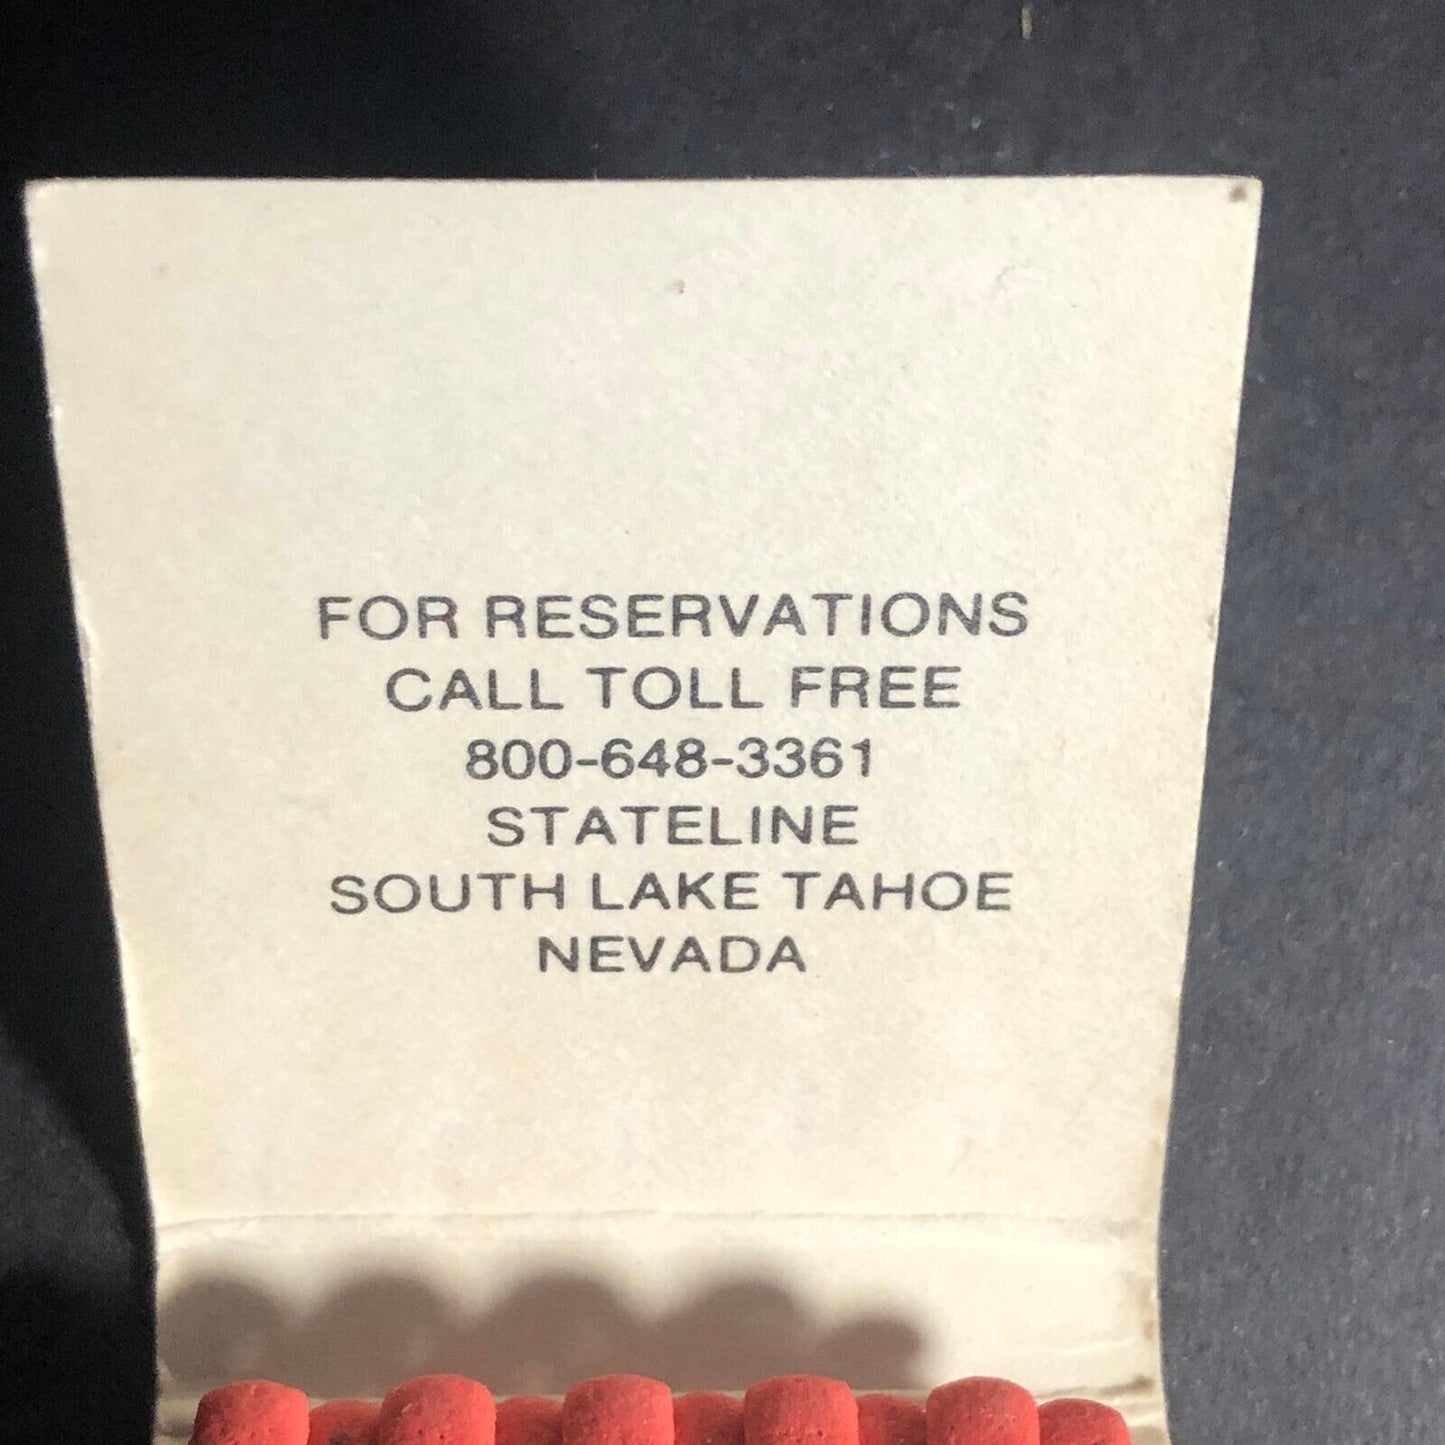 FOR RESERVATIONS
CALL TOLL FREE
800-648-3361
STATELINE
SOUTH LAKE TAHOE
NEVADA